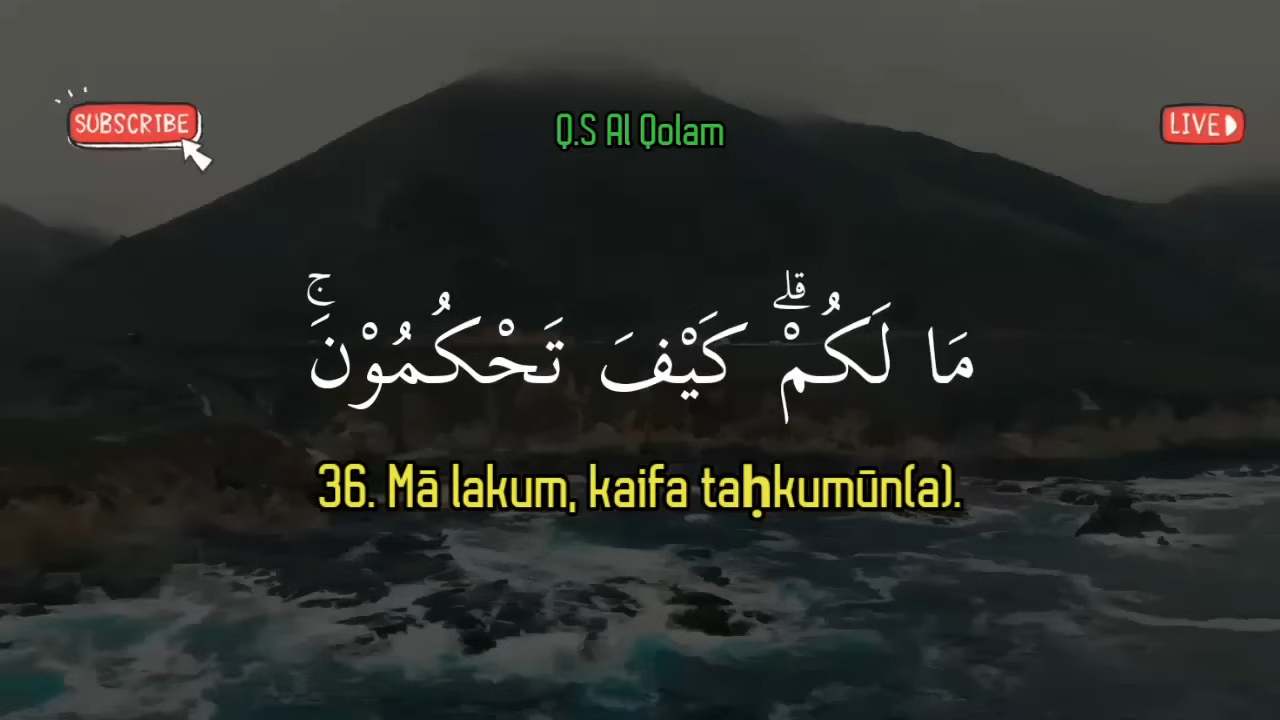 SUBSCRIBE
Q.S Al Qolam
LIVE
مَا لَكُمْۗ كَيْفَ تَحْكُمُوْنَۚ
36. Mā lakum, kaifa taḥkumūn(a).